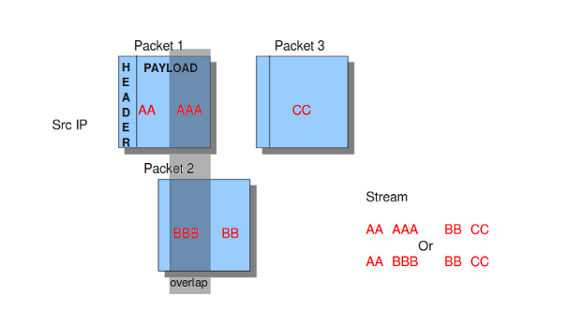 Packet 1
Packet 3
HEADER
PAYLOAD
AA AAA
CC
Src IP
Packet 2
BBB BB
overlap
Stream
AA AAA BB CC
Or
AA BBB BB CC